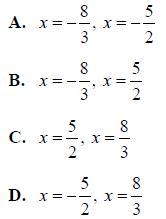 A. x = -8/3, x = -5/2
B. x = -8/3, x = 5/2
C. x = 5/2, x = 8/3
D. x = -5/2, x = 8/3